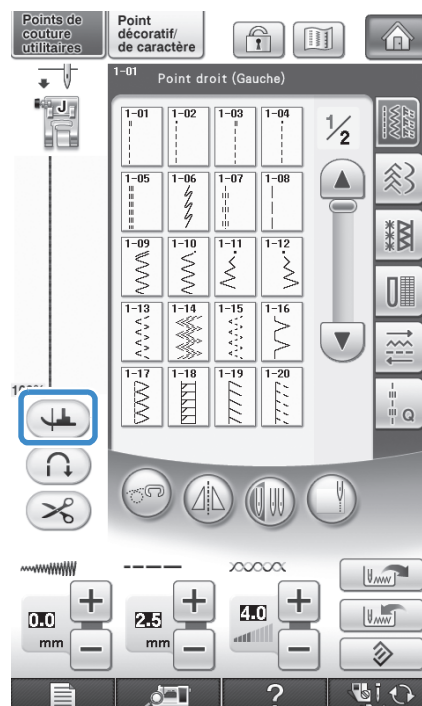 Points de
couture
utilitaires
Point
décoratif/
de caractère
1-01
Point droit (Gauche)
J
1-01 1-02 1-03 1-04
1/2
1-05 1-06 1-07 1-08
1-09 1-10 1-11 1-12
1-13 1-14 1-15 1-16
1-17 1-18 1-19 1-20
100%
Q
0.0
mm
2.5
mm
4.0
?
i